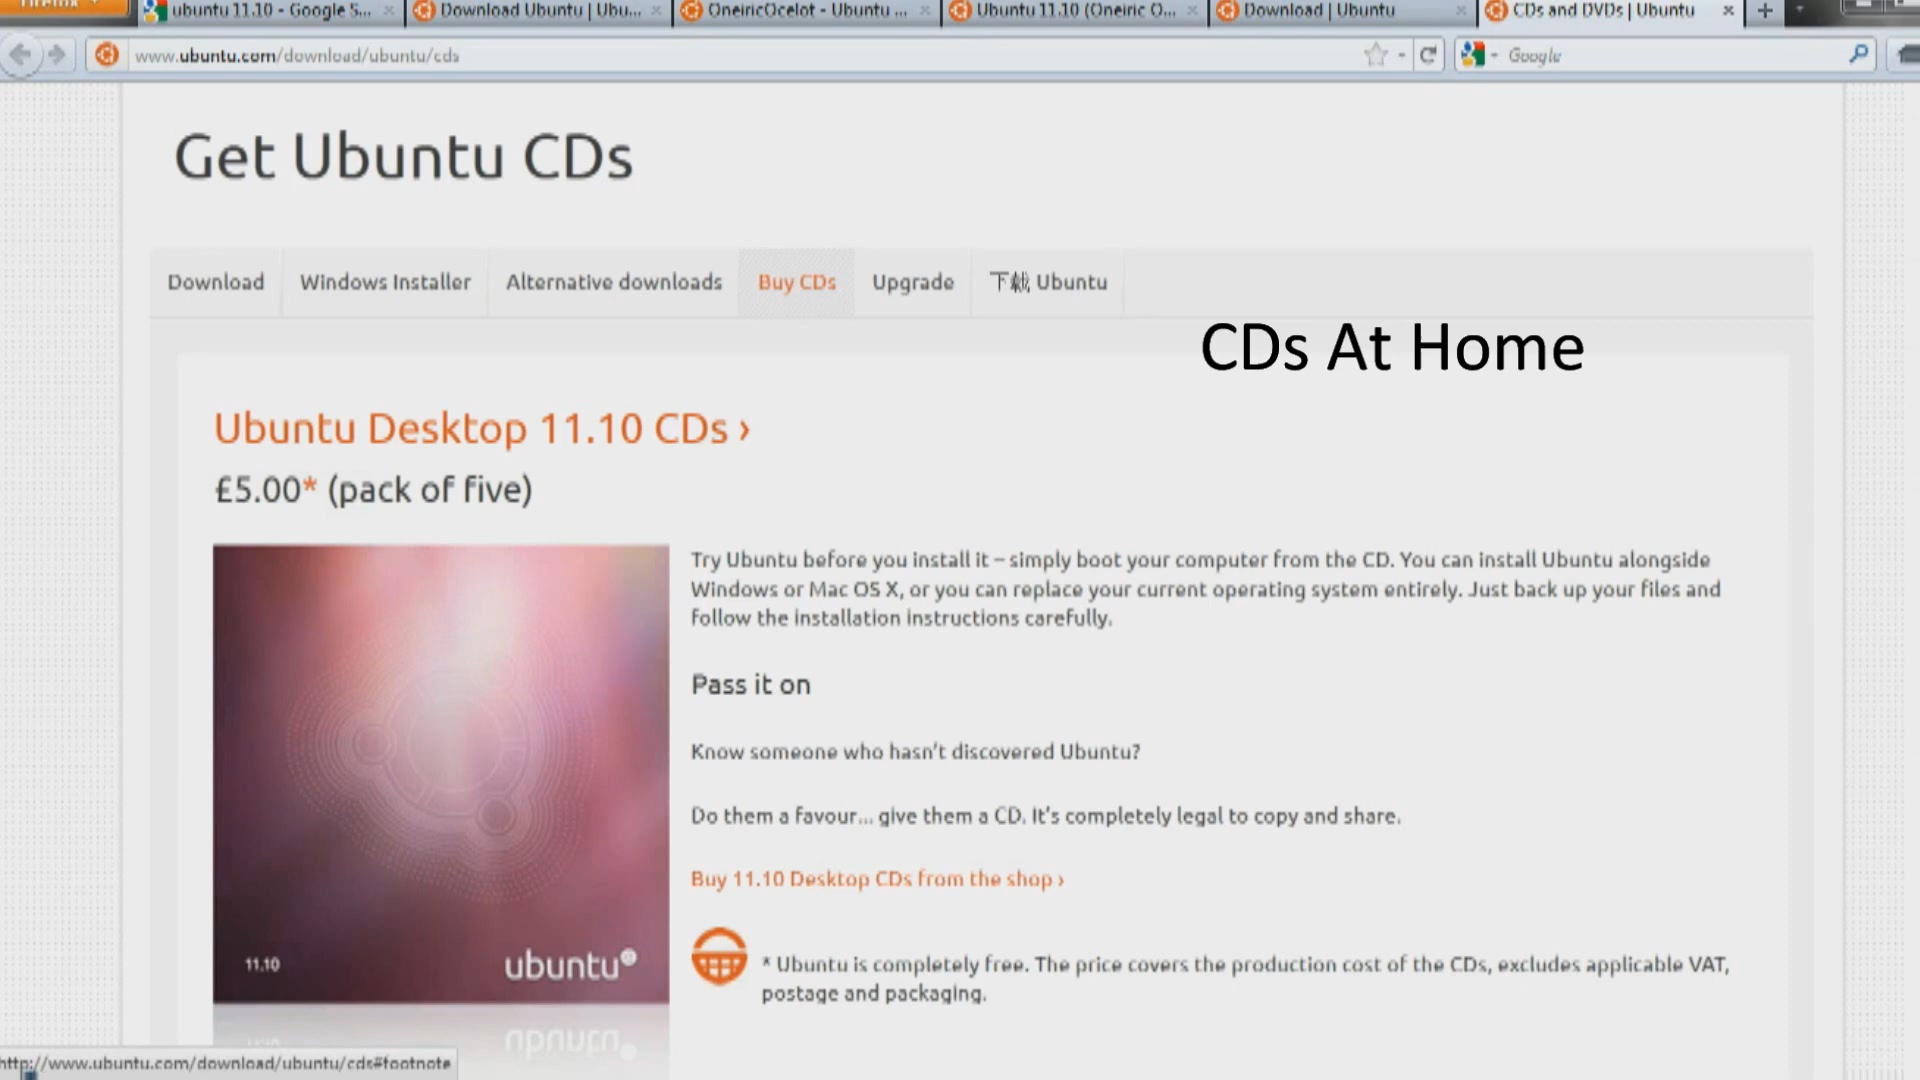 ubuntu 11.10 - Google S... Download Ubuntu | Ubu... OneiricOcelot - Ubuntu ... Ubuntu 11.10 (Oneiric O... Download | Ubuntu CDs and DVDs | Ubuntu
www.ubuntu.com/download/ubuntu/cds Google
Get Ubuntu CDs
Download Windows Installer Alternative downloads Buy CDs Upgrade 下载 Ubuntu
CDs At Home
Ubuntu Desktop 11.10 CDs ›
£5.00* (pack of five)
Try Ubuntu before you install it – simply boot your computer from the CD. You can install Ubuntu alongside
Windows or Mac OS X, or you can replace your current operating system entirely. Just back up your files and
follow the installation instructions carefully.
Pass it on
Know someone who hasn't discovered Ubuntu?
Do them a favour... give them a CD. It's completely legal to copy and share.
Buy 11.10 Desktop CDs from the shop ›
11.10 ubuntu
* Ubuntu is completely free. The price covers the production cost of the CDs, excludes applicable VAT,
postage and packaging.
http://www.ubuntu.com/download/ubuntu/cds#footnote